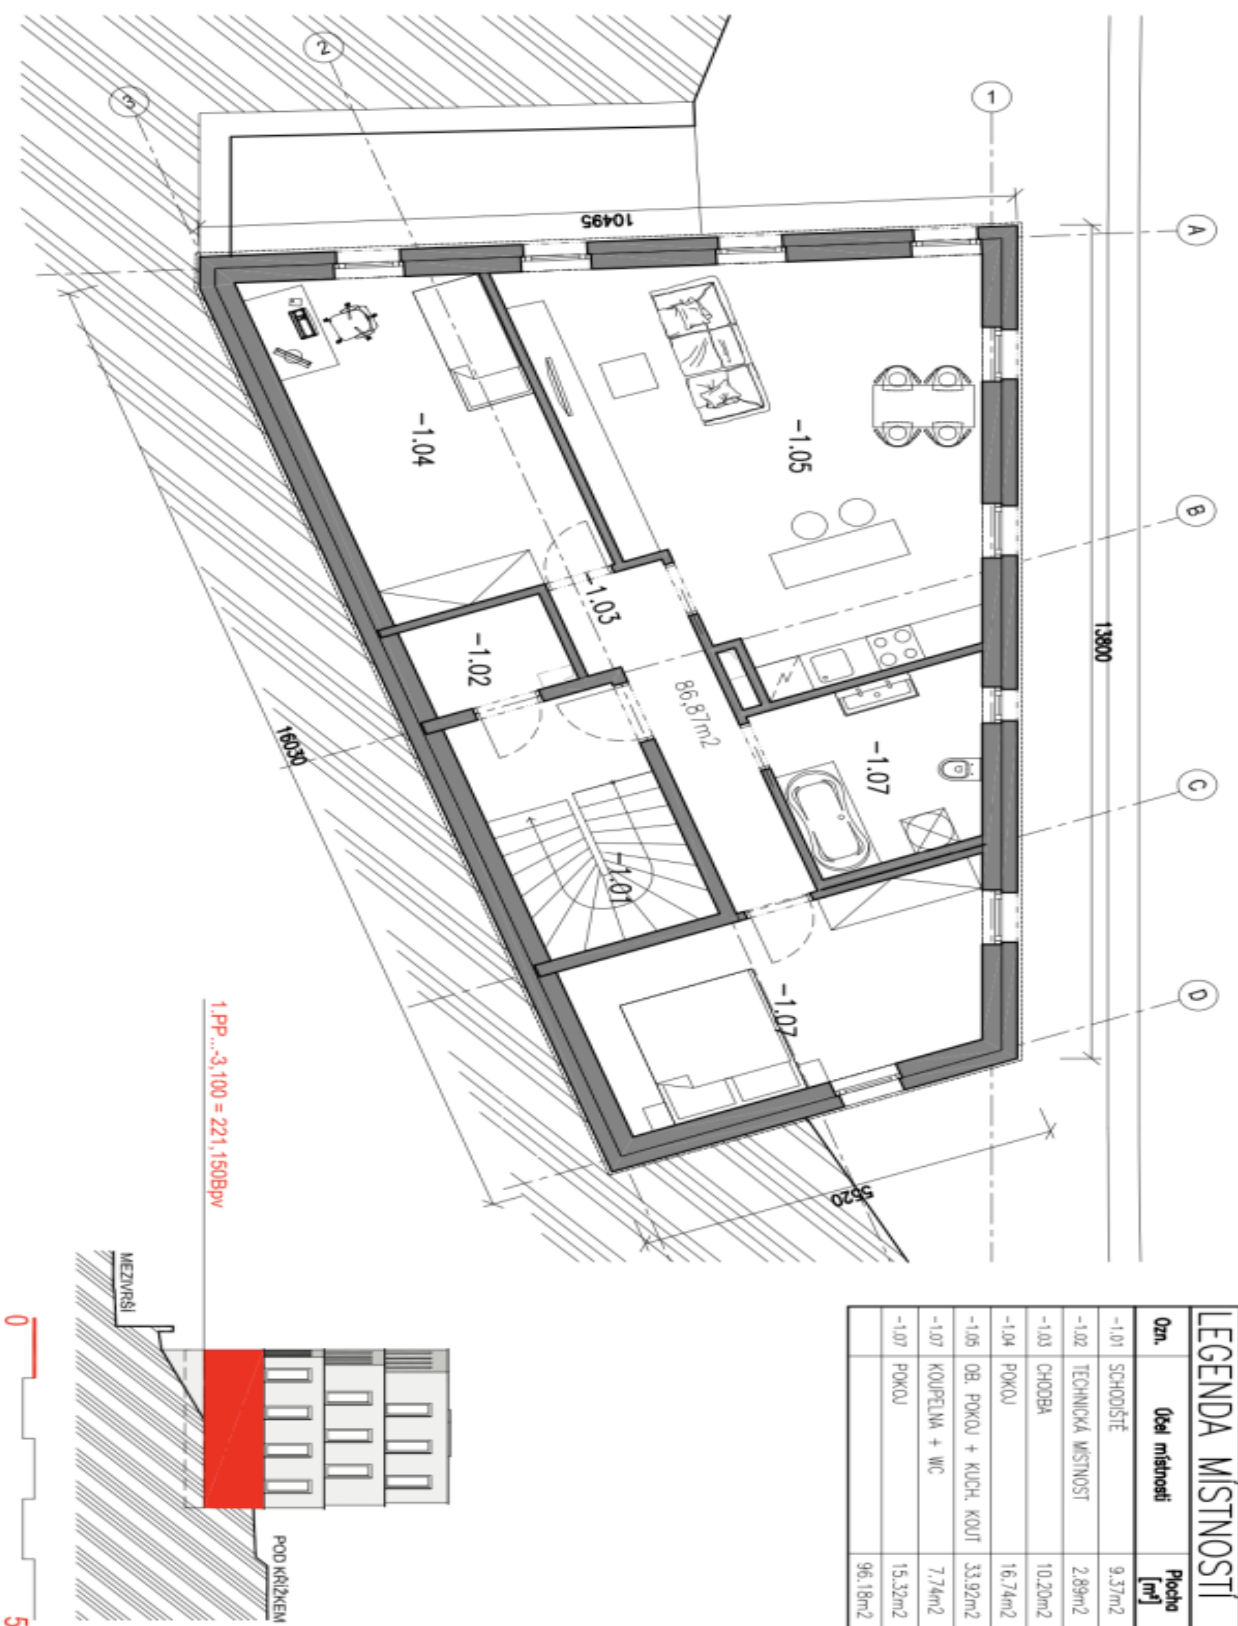 3
2
1
A
B
C
D
10495
13800
16030
5520
-1.04
-1.05
-1.03
-1.02
86,87m2
-1.07
-1.01
-1.07
1.PP...-3,100 = 221,150Bpv
MEZIVRŠÍ
POD KŘÍŽKEM
0
5
LEGENDA MÍSTNOSTÍ
Ozn. Účel místnosti Plocha [m²]
-1.01 SCHODIŠTĚ 9.37m2
-1.02 TECHNICKÁ MÍSTNOST 2.89m2
-1.03 CHODBA 10.20m2
-1.04 POKOJ 16.74m2
-1.05 OB. POKOJ + KUCH. KOUT 33.92m2
-1.07 KOUPELNA + WC 7.74m2
-1.07 POKOJ 15.32m2
96.18m2